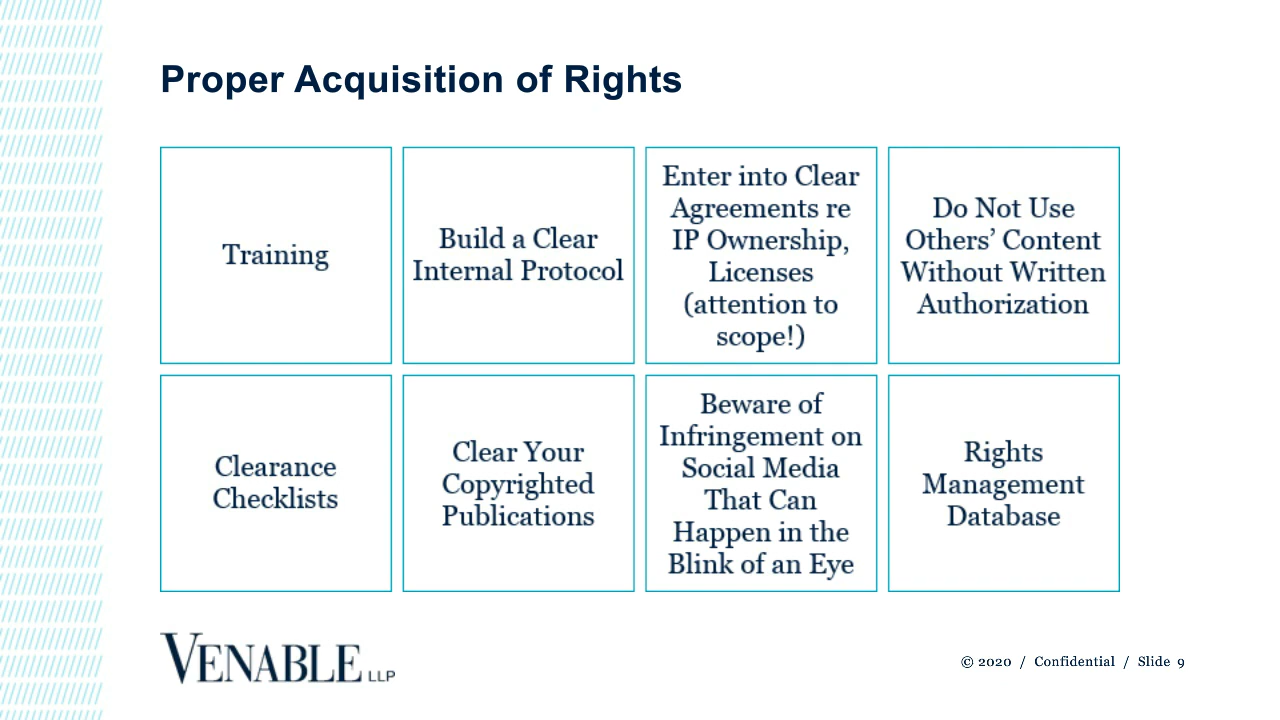 Proper Acquisition of Rights
Training
Build a Clear
Internal Protocol
Enter into Clear
Agreements re
IP Ownership,
Licenses
(attention to
scope!)
Do Not Use
Others’ Content
Without Written
Authorization
Clearance
Checklists
Clear Your
Copyrighted
Publications
Beware of
Infringement on
Social Media
That Can
Happen in the
Blink of an Eye
Rights
Management
Database
VENABLE LLP
© 2020 / Confidential / Slide 9